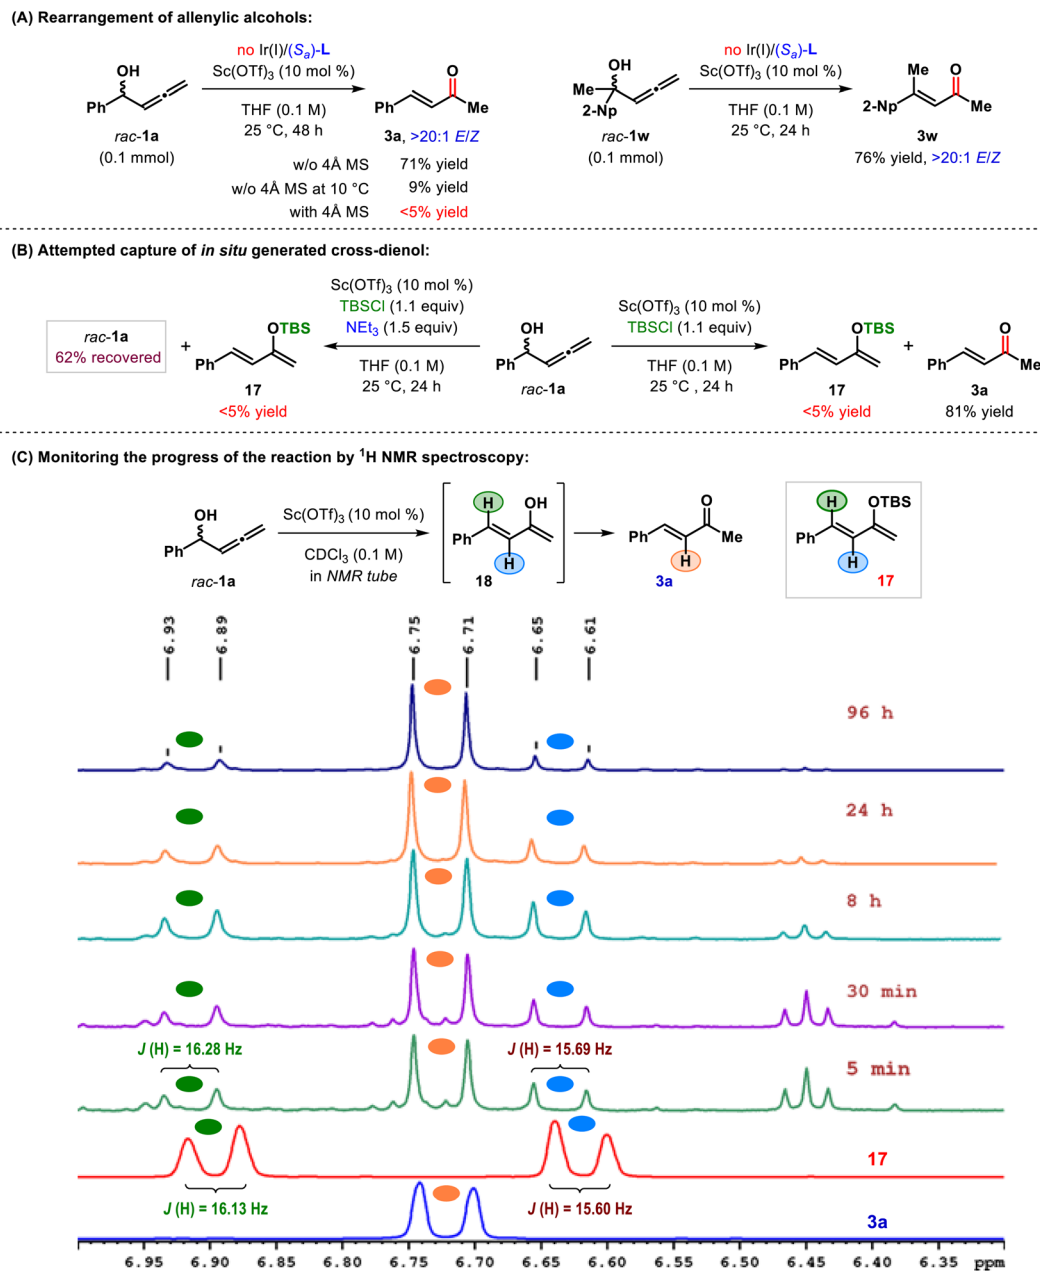 (A) Rearrangement of allenylic alcohols:
OH
Ph
rac-1a
(0.1 mmol)
no Ir(I)/(Sa)-L
Sc(OTf)3 (10 mol %)
THF (0.1 M)
25 °C, 48 h
O
Ph
Me
3a, >20:1 E/Z
w/o 4Å MS 71% yield
w/o 4Å MS at 10 °C 9% yield
with 4Å MS <5% yield
OH
Me
2-Np
rac-1w
(0.1 mmol)
no Ir(I)/(Sa)-L
Sc(OTf)3 (10 mol %)
THF (0.1 M)
25 °C, 24 h
Me O
2-Np
Me
3w
76% yield, >20:1 E/Z
(B) Attempted capture of in situ generated cross-dienol:
rac-1a
62% recovered
+
OTBS
Ph
17
<5% yield
Sc(OTf)3 (10 mol %)
TBSCl (1.1 equiv)
NEt3 (1.5 equiv)
THF (0.1 M)
25 °C, 24 h
OH
Ph
rac-1a
Sc(OTf)3 (10 mol %)
TBSCl (1.1 equiv)
THF (0.1 M)
25 °C , 24 h
OTBS
Ph
17
<5% yield
+
O
Ph
Me
3a
81% yield
(C) Monitoring the progress of the reaction by 1H NMR spectroscopy:
OH
Ph
rac-1a
Sc(OTf)3 (10 mol %)
CDCl3 (0.1 M)
in NMR tube
H
OH
Ph
H
18
O
Ph
Me
H
3a
H
OTBS
Ph
H
17
6.93
6.89
6.75
6.71
6.65
6.61
96 h
24 h
8 h
30 min
J (H) = 16.28 Hz
J (H) = 15.69 Hz
5 min
17
J (H) = 16.13 Hz
J (H) = 15.60 Hz
3a
6.95 6.90 6.85 6.80 6.75 6.70 6.65 6.60 6.55 6.50 6.45 6.40 6.35 ppm